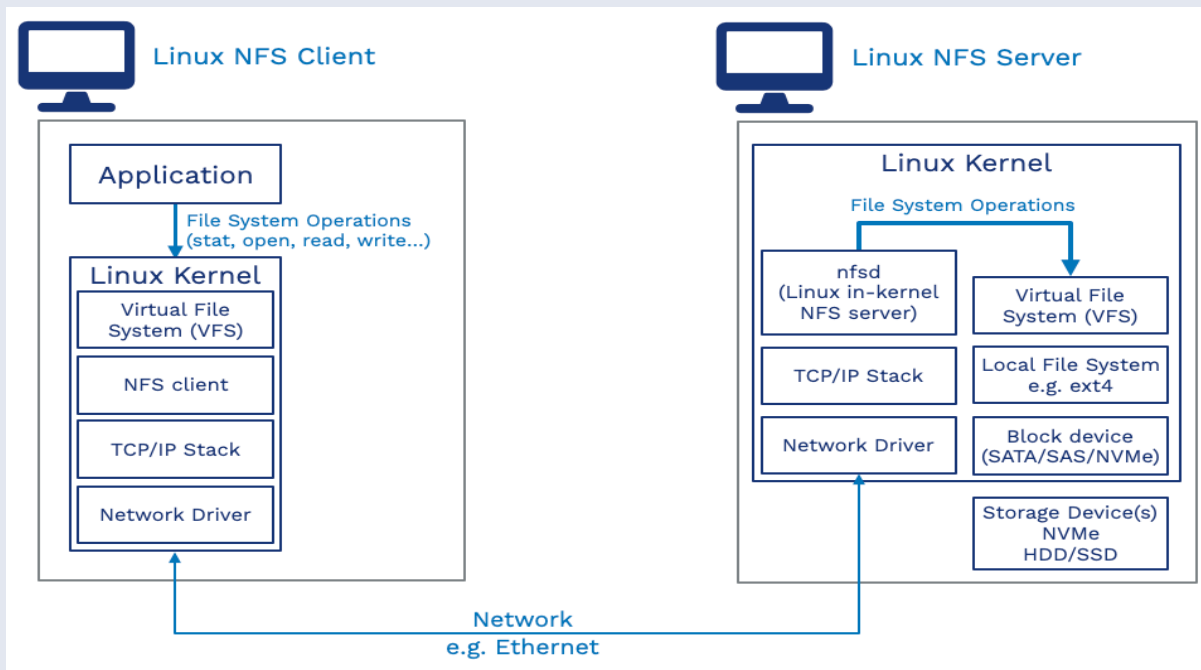 Linux NFS Client
Application
File System Operations
(stat, open, read, write...)
Linux Kernel
Virtual File
System (VFS)
NFS client
TCP/IP Stack
Network Driver
Linux NFS Server
Linux Kernel
File System Operations
nfsd
(Linux in-kernel
NFS server)
TCP/IP Stack
Network Driver
Virtual File
System (VFS)
Local File System
e.g. ext4
Block device
(SATA/SAS/NVMe)
Storage Device(s)
NVMe
HDD/SSD
Network
e.g. Ethernet